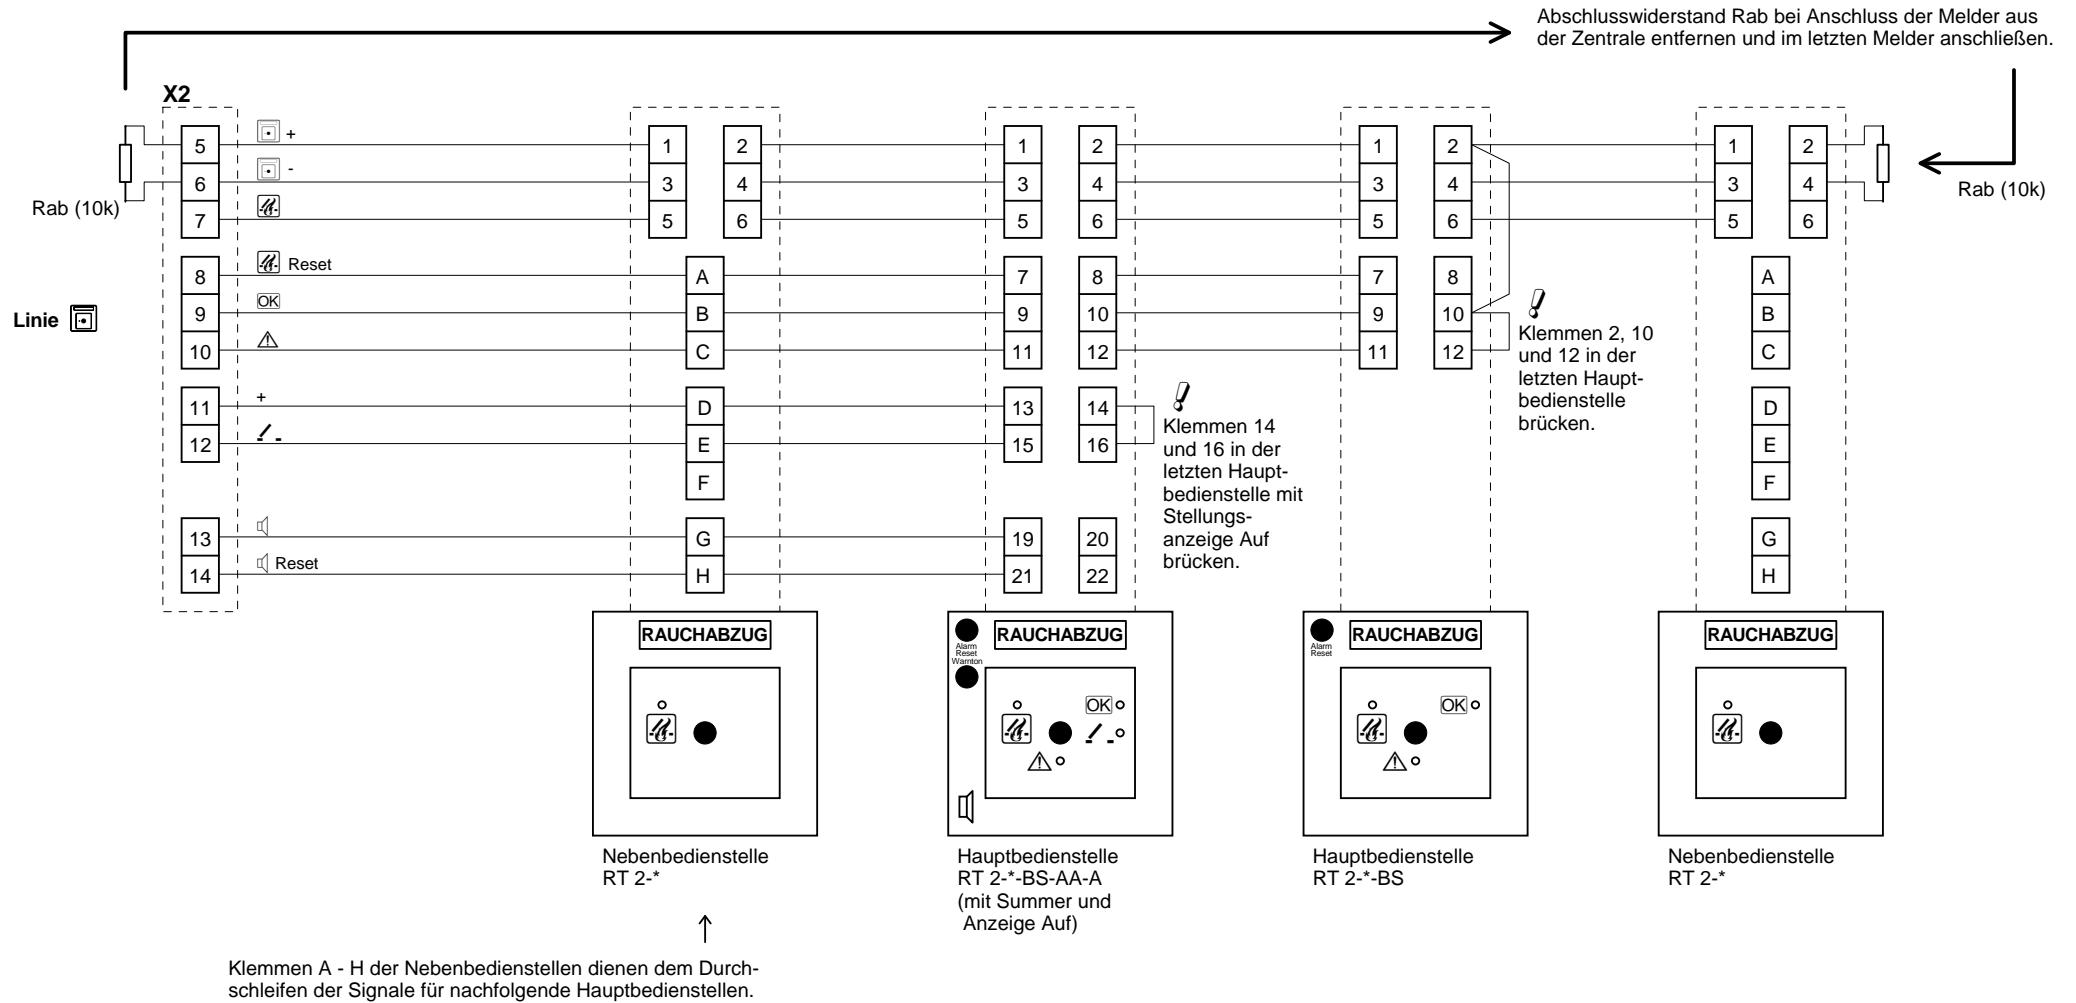 Abschlusswiderstand Rab bei Anschluss der Melder aus
der Zentrale entfernen und im letzten Melder anschließen.
X2
Rab (10k)
Linie
5 +
6 -
7
8 Reset
9 OK
10
11 +
12
13
14 Reset
1 2
3 4
5 6
A
B
C
D
E
F
G
H
1 2
3 4
5 6
7 8
9 10
11 12
13 14
15 16
19 20
21 22
Klemmen 14
und 16 in der
letzten Haupt-
bedienstelle mit
Stellungs-
anzeige Auf
brücken.
1 2
3 4
5 6
7 8
9 10
11 12
Klemmen 2, 10
und 12 in der
letzten Haupt-
bedienstelle
brücken.
1 2
3 4
5 6
A
B
C
D
E
F
G
H
Rab (10k)
RAUCHABZUG
Nebenbedienstelle
RT 2-*
Alarm
Reset
Warnton
RAUCHABZUG
OK
Hauptbedienstelle
RT 2-*-BS-AA-A
(mit Summer und
Anzeige Auf)
Alarm
Reset
RAUCHABZUG
OK
Hauptbedienstelle
RT 2-*-BS
RAUCHABZUG
Nebenbedienstelle
RT 2-*
Klemmen A - H der Nebenbedienstellen dienen dem Durch-
schleifen der Signale für nachfolgende Hauptbedienstellen.